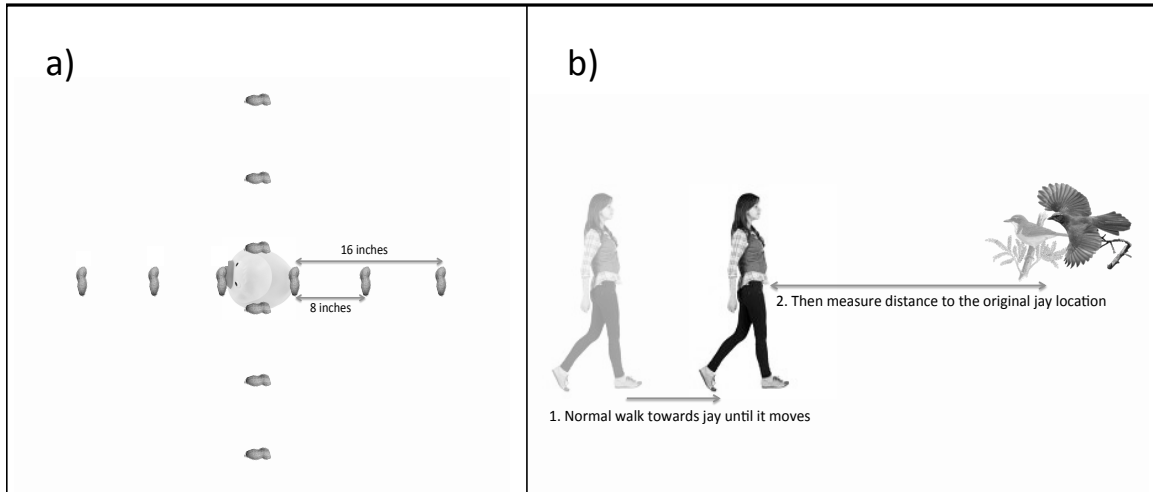 a)
16 inches
8 inches
b)
2. Then measure distance to the original jay location
1. Normal walk towards jay until it moves